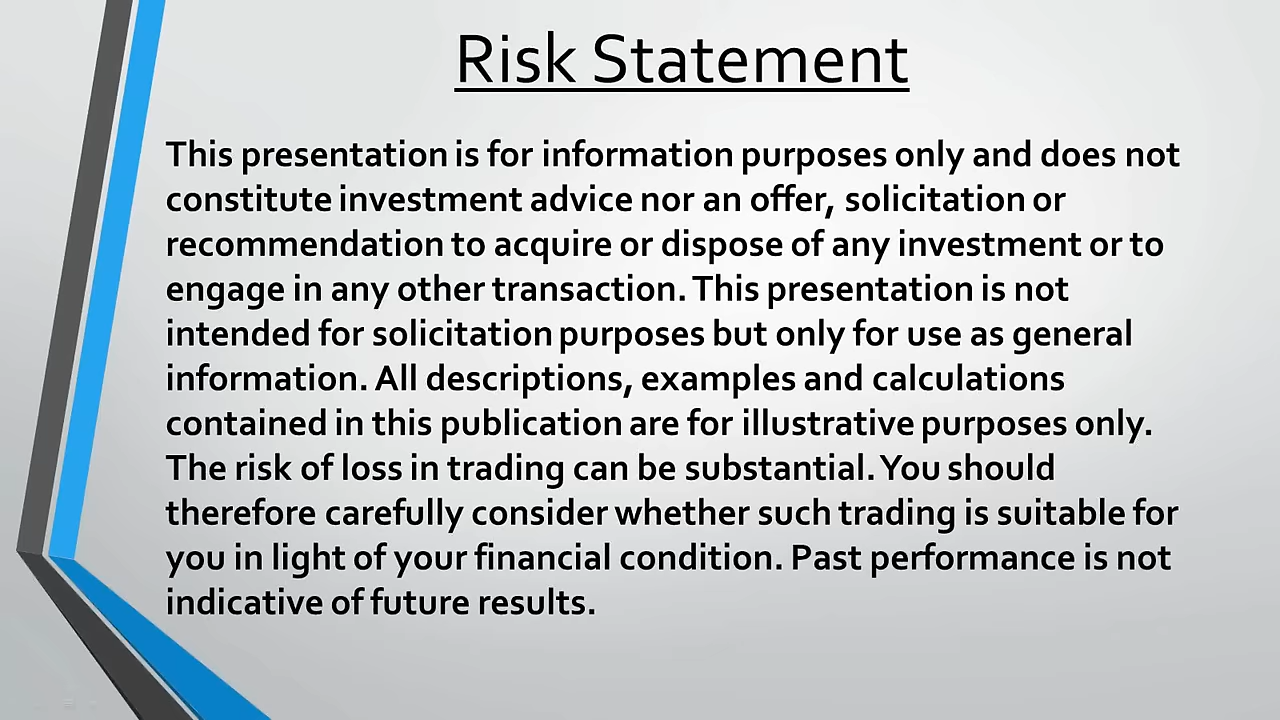 Risk Statement
This presentation is for information purposes only and does not
constitute investment advice nor an offer, solicitation or
recommendation to acquire or dispose of any investment or to
engage in any other transaction. This presentation is not
intended for solicitation purposes but only for use as general
information. All descriptions, examples and calculations
contained in this publication are for illustrative purposes only.
The risk of loss in trading can be substantial. You should
therefore carefully consider whether such trading is suitable for
you in light of your financial condition. Past performance is not
indicative of future results.